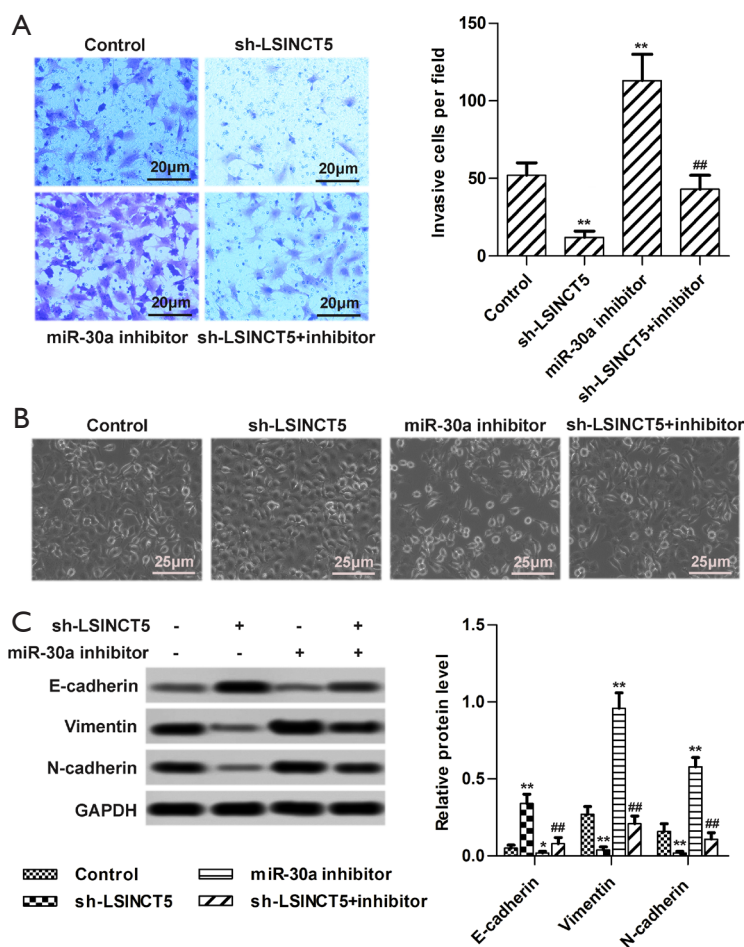 A
Control sh-LSINCT5
20μm 20μm
20μm 20μm
miR-30a inhibitor sh-LSINCT5+inhibitor
Invasive cells per field
150
100
50
0
**
**
##
Control
sh-LSINCT5
miR-30a inhibitor
sh-LSINCT5+inhibitor
B
Control sh-LSINCT5 miR-30a inhibitor sh-LSINCT5+inhibitor
25μm 25μm 25μm 25μm
C
sh-LSINCT5 - + - +
miR-30a inhibitor - - + +
E-cadherin
Vimentin
N-cadherin
GAPDH
Relative protein level
1.5
1.0
0.5
0.0
** * ##
** ** ##
** ** ##
E-cadherin
Vimentin
N-cadherin
Control miR-30a inhibitor
sh-LSINCT5 sh-LSINCT5+inhibitor